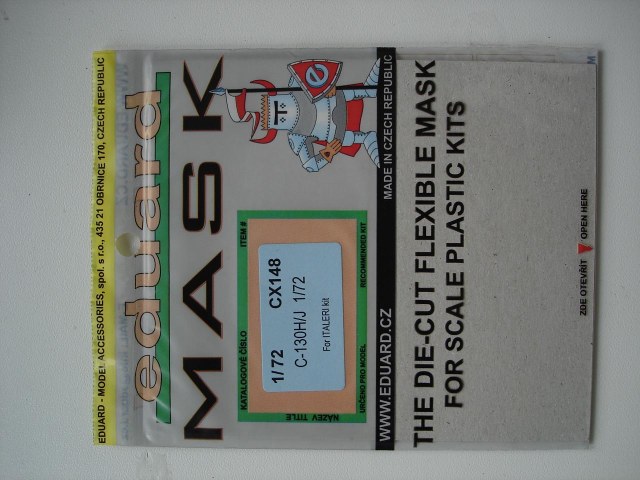 EDUARD - MODEL ACCESSORIES, spol. s r.o., 435 21 OBRNICE 170, CZECH REPUBLIC
eduard
MASK
e
KATALOGOVÉ ČÍSLO ITEM #
1/72 CX148
C-130H/J 1/72
For ITALERI kit
URČENO PRO MODEL RECOMMENDED KIT
NÁZEV TITLE
WWW.EDUARD.CZ MADE IN CZECH REPUBLIC
THE DIE-CUT FLEXIBLE MASK
FOR SCALE PLASTIC KITS
ZDE OTEVŘÍT OPEN HERE
M